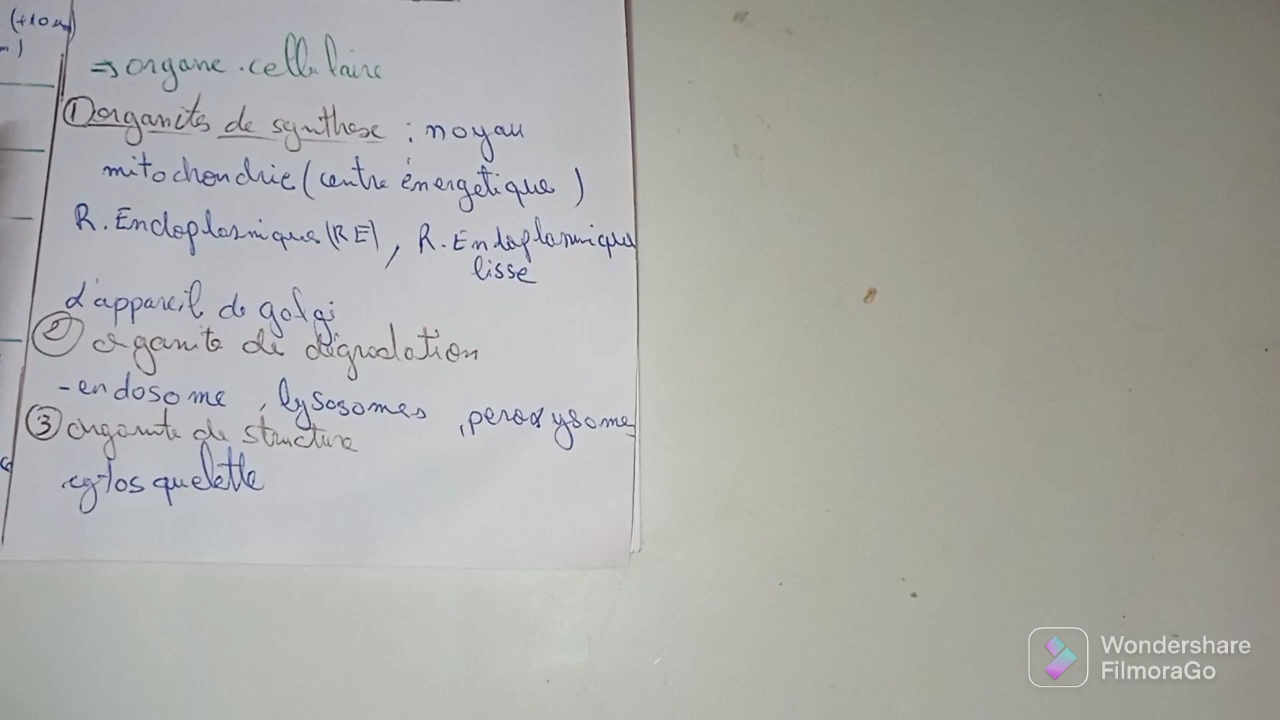 (+10 u
m)
⇒ organe cellulaire
① organites de synthese : noyau
mitochondrie (centre énergetique)
R. Endoplasmique (RE), R. Endoplasmique
lisse
d'appareil de golgi
② organite de dégradation
- endosome, lysosomes, peroxysome
③ organite de structure
cytosquelette
Wondershare
FilmoraGo